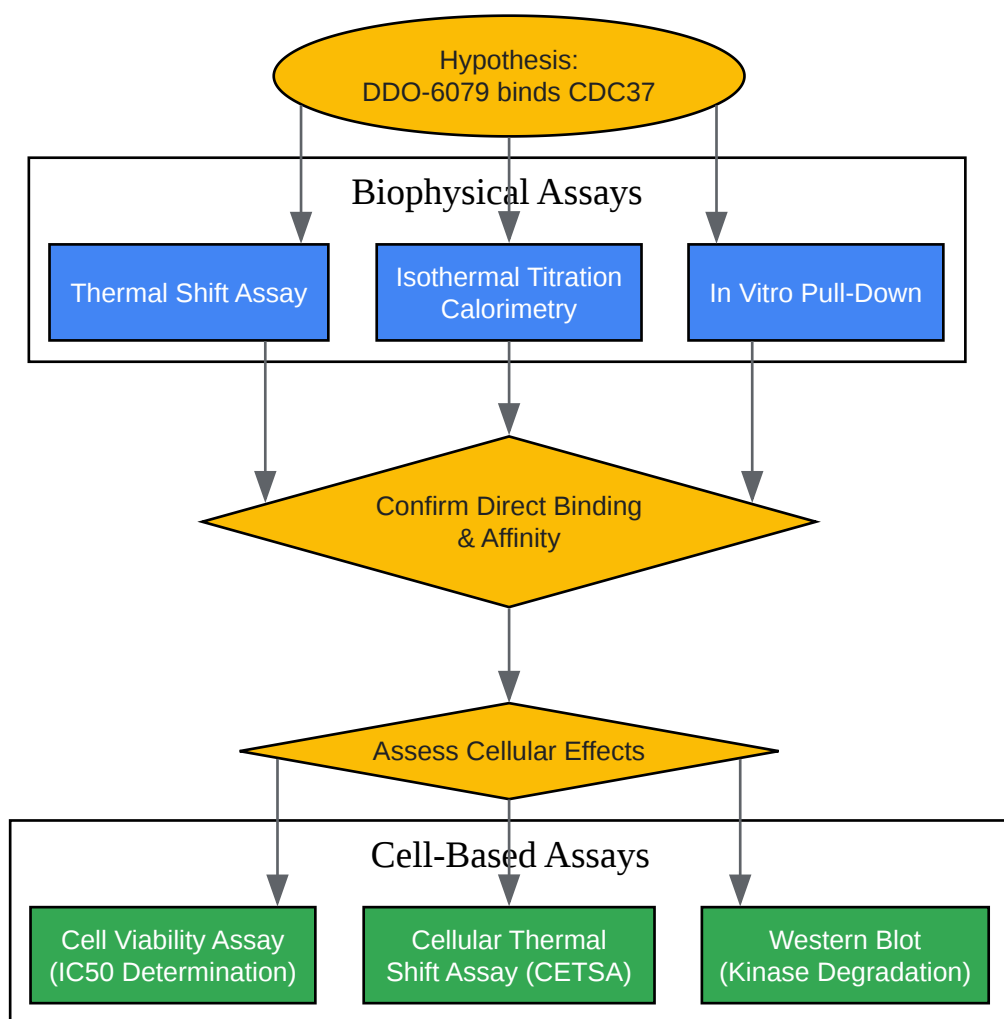 Hypothesis:
DDO-6079 binds CDC37
Biophysical Assays
Thermal Shift Assay
Isothermal Titration
Calorimetry
In Vitro Pull-Down
Confirm Direct Binding
& Affinity
Assess Cellular Effects
Cell-Based Assays
Cell Viability Assay
(IC50 Determination)
Cellular Thermal
Shift Assay (CETSA)
Western Blot
(Kinase Degradation)